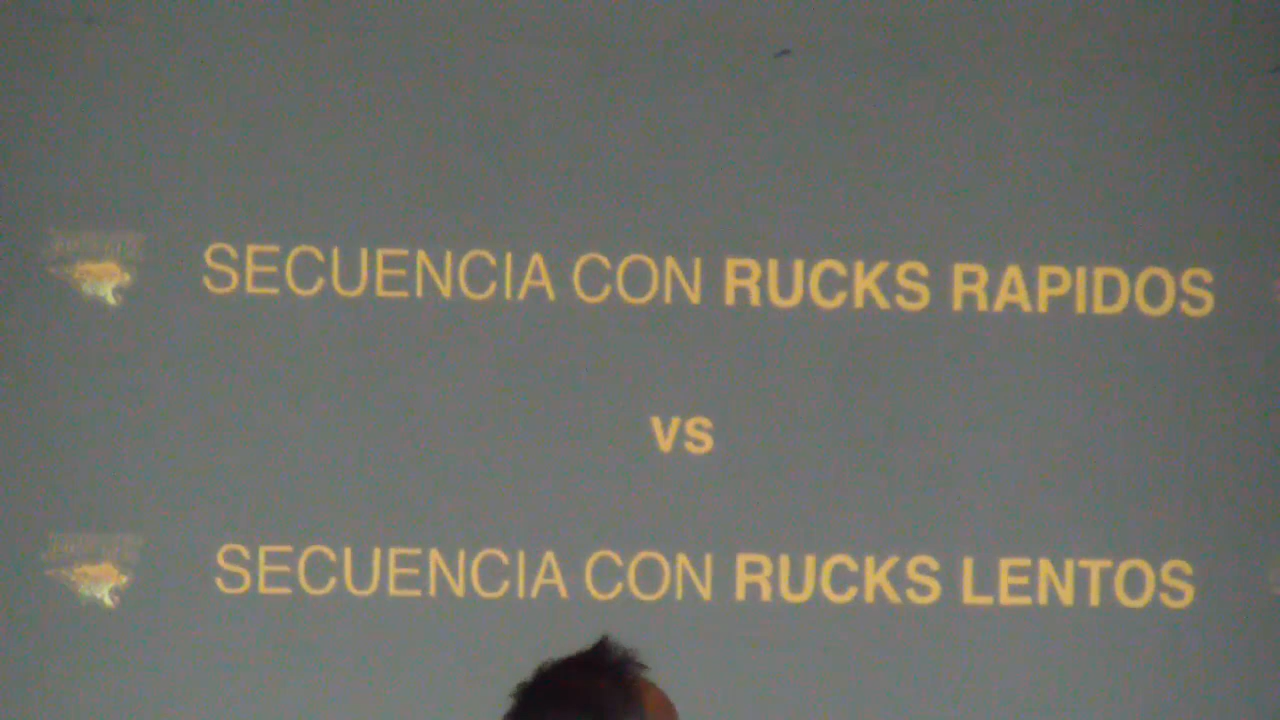 SECUENCIA CON RUCKS RAPIDOS
vs
SECUENCIA CON RUCKS LENTOS